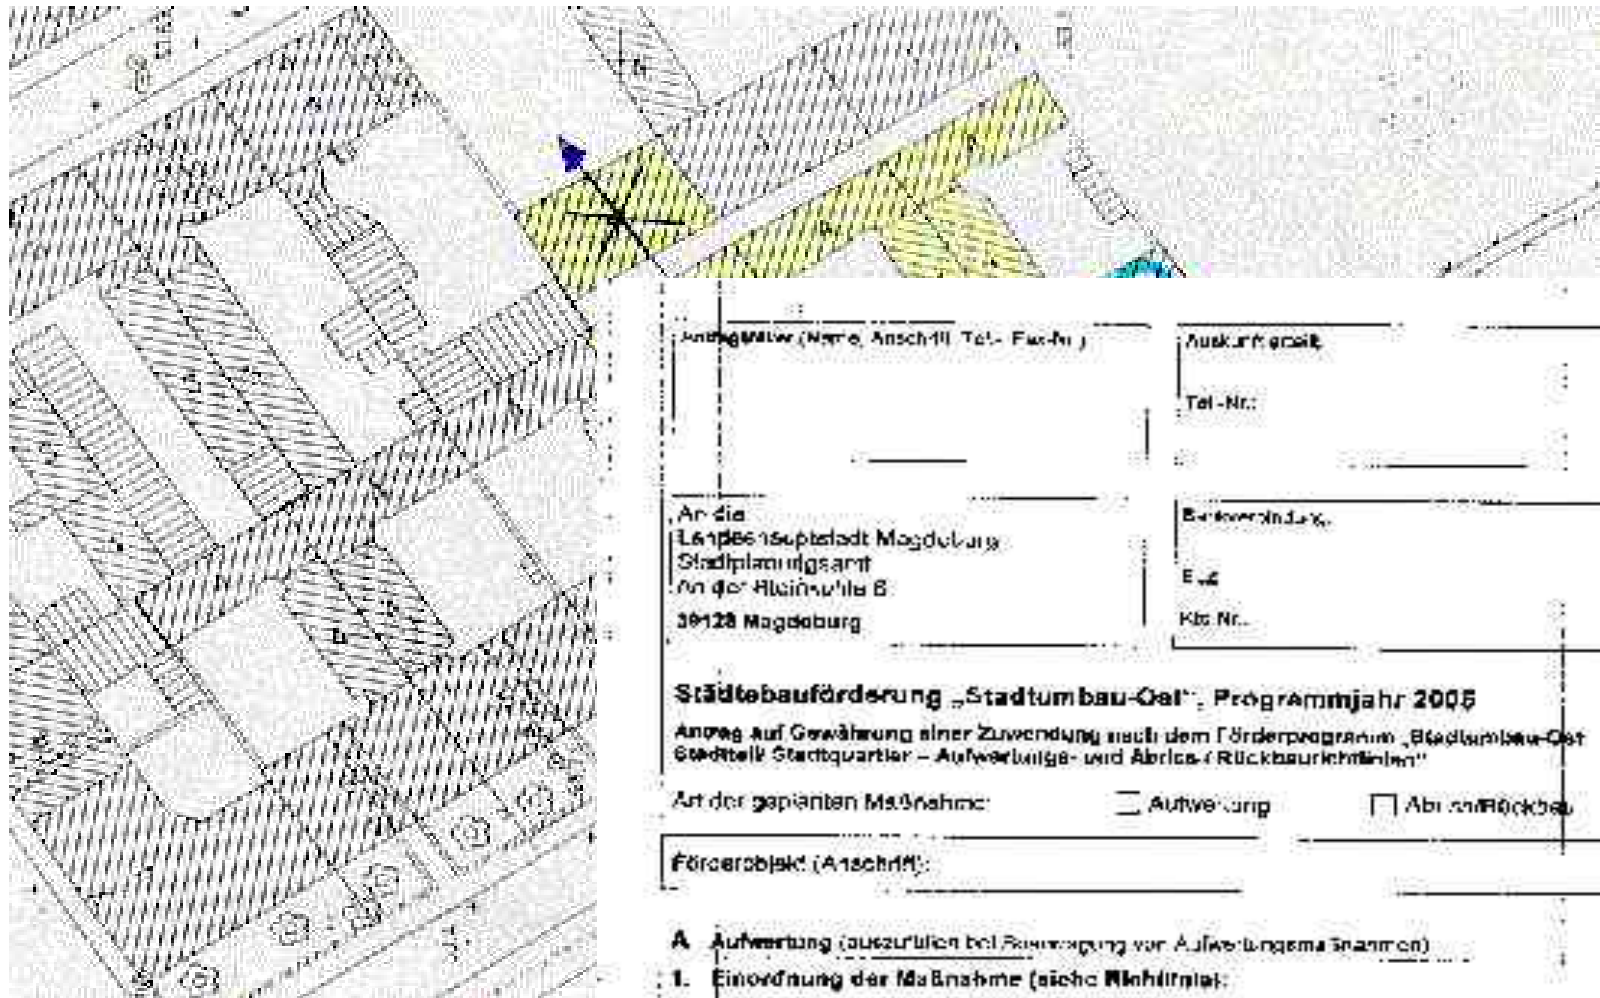 Antragsteller (Name, Anschrift, Tel.-, Fax-Nr.)
Auskunft erteilt:
Tel.-Nr.:
An die
Landeshauptstadt Magdeburg
Stadtplanungsamt
An der Steinkuhle 6
39128 Magdeburg
Bankverbindung:
BLZ
Kto.Nr.:
Städtebauförderung „Stadtumbau-Ost“, Programmjahr 2005
Antrag auf Gewährung einer Zuwendung nach dem Förderprogramm „Stadtumbau-Ost
Stadtteil/ Stadtquartier – Aufwertungs- und Abriss-/ Rückbaurichtlinien“
Art der geplanten Maßnahme:
Aufwertung
Abriss/Rückbau
Förderobjekt (Anschrift):
A Aufwertung (auszufüllen bei Beantragung von Aufwertungsmaßnahmen)
1. Einordnung der Maßnahme (siehe Richtlinie):